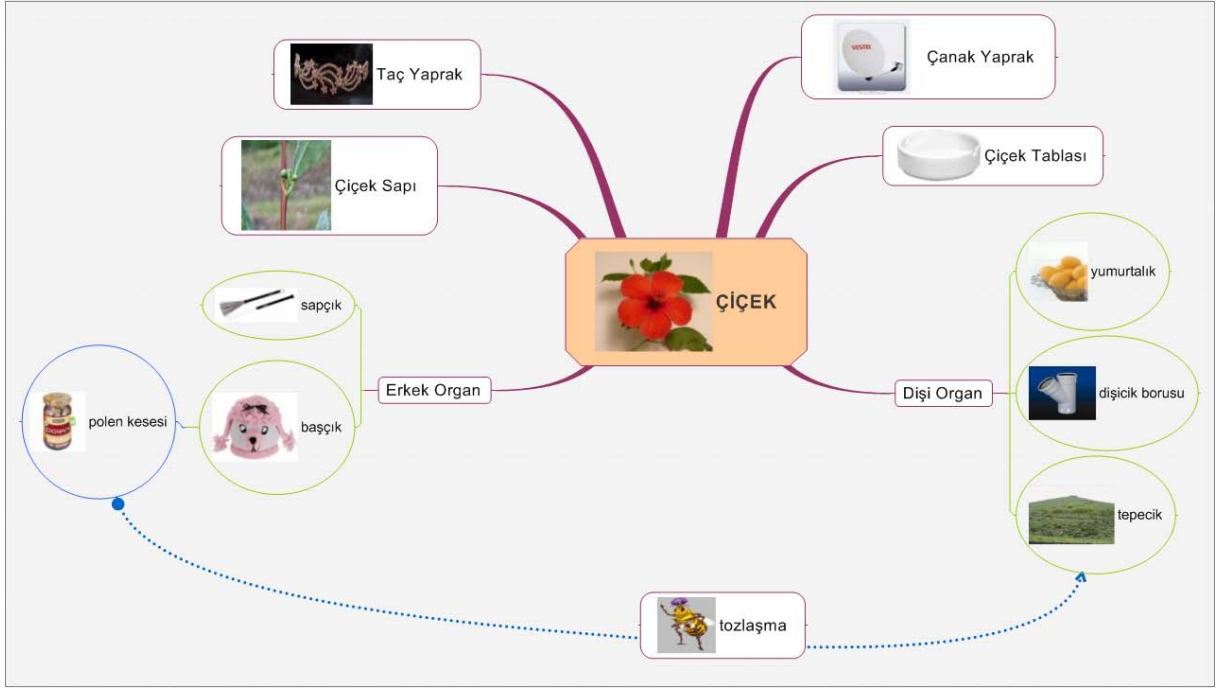 Taç Yaprak
VESTEL
Çanak Yaprak
Çiçek Sapı
Çiçek Tablası
ÇİÇEK
sapçık
yumurtalık
Erkek Organ
Dişi Organ
polen kesesi
başçık
dişicik borusu
tepecik
tozlaşma